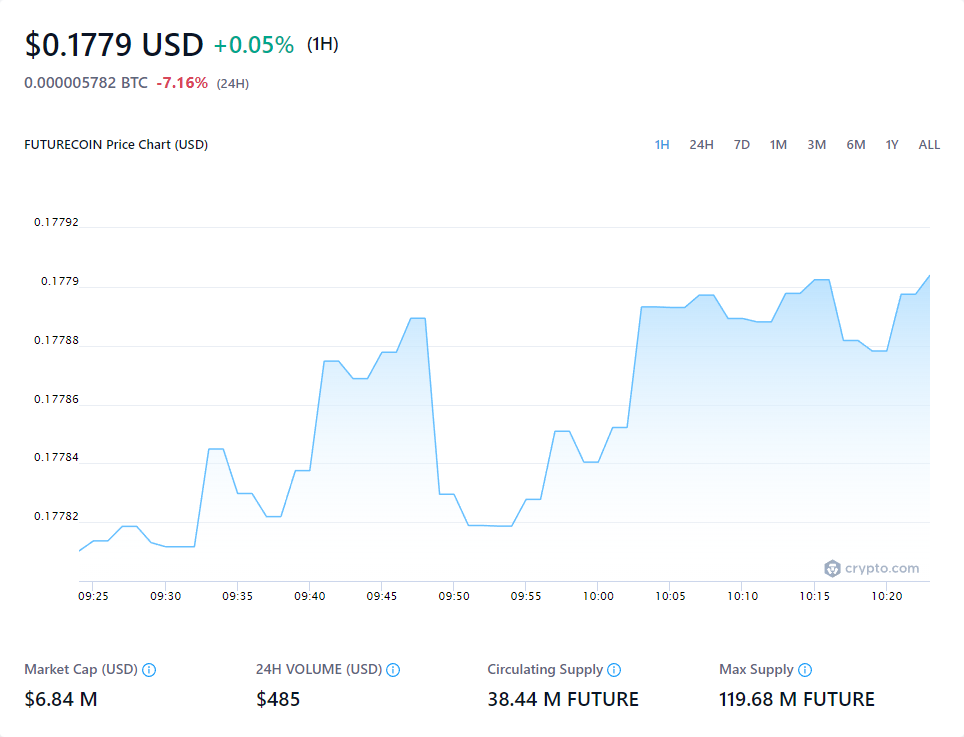 $0.1779 USD +0.05% (1H)
0.000005782 BTC -7.16% (24H)
FUTURECOIN Price Chart (USD) 1H 24H 7D 1M 3M 6M 1Y ALL
0.17792
0.1779
0.17788
0.17786
0.17784
0.17782
crypto.com
09:25 09:30 09:35 09:40 09:45 09:50 09:55 10:00 10:05 10:10 10:15 10:20
Market Cap (USD) 24H VOLUME (USD) Circulating Supply Max Supply
$6.84 M $485 38.44 M FUTURE 119.68 M FUTURE